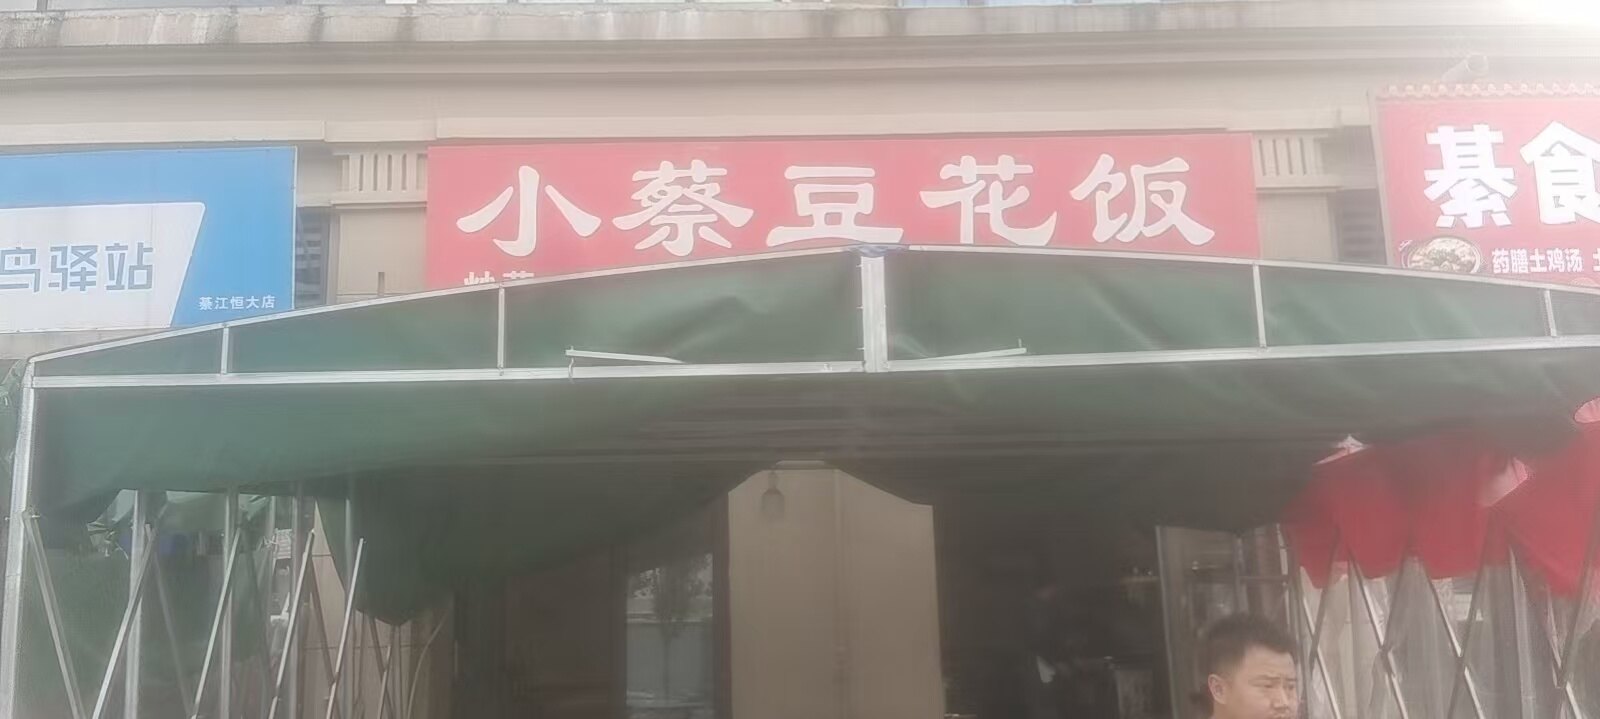 鸟驿站
綦江恒大店
小蔡豆花饭
綦食
药膳土鸡汤